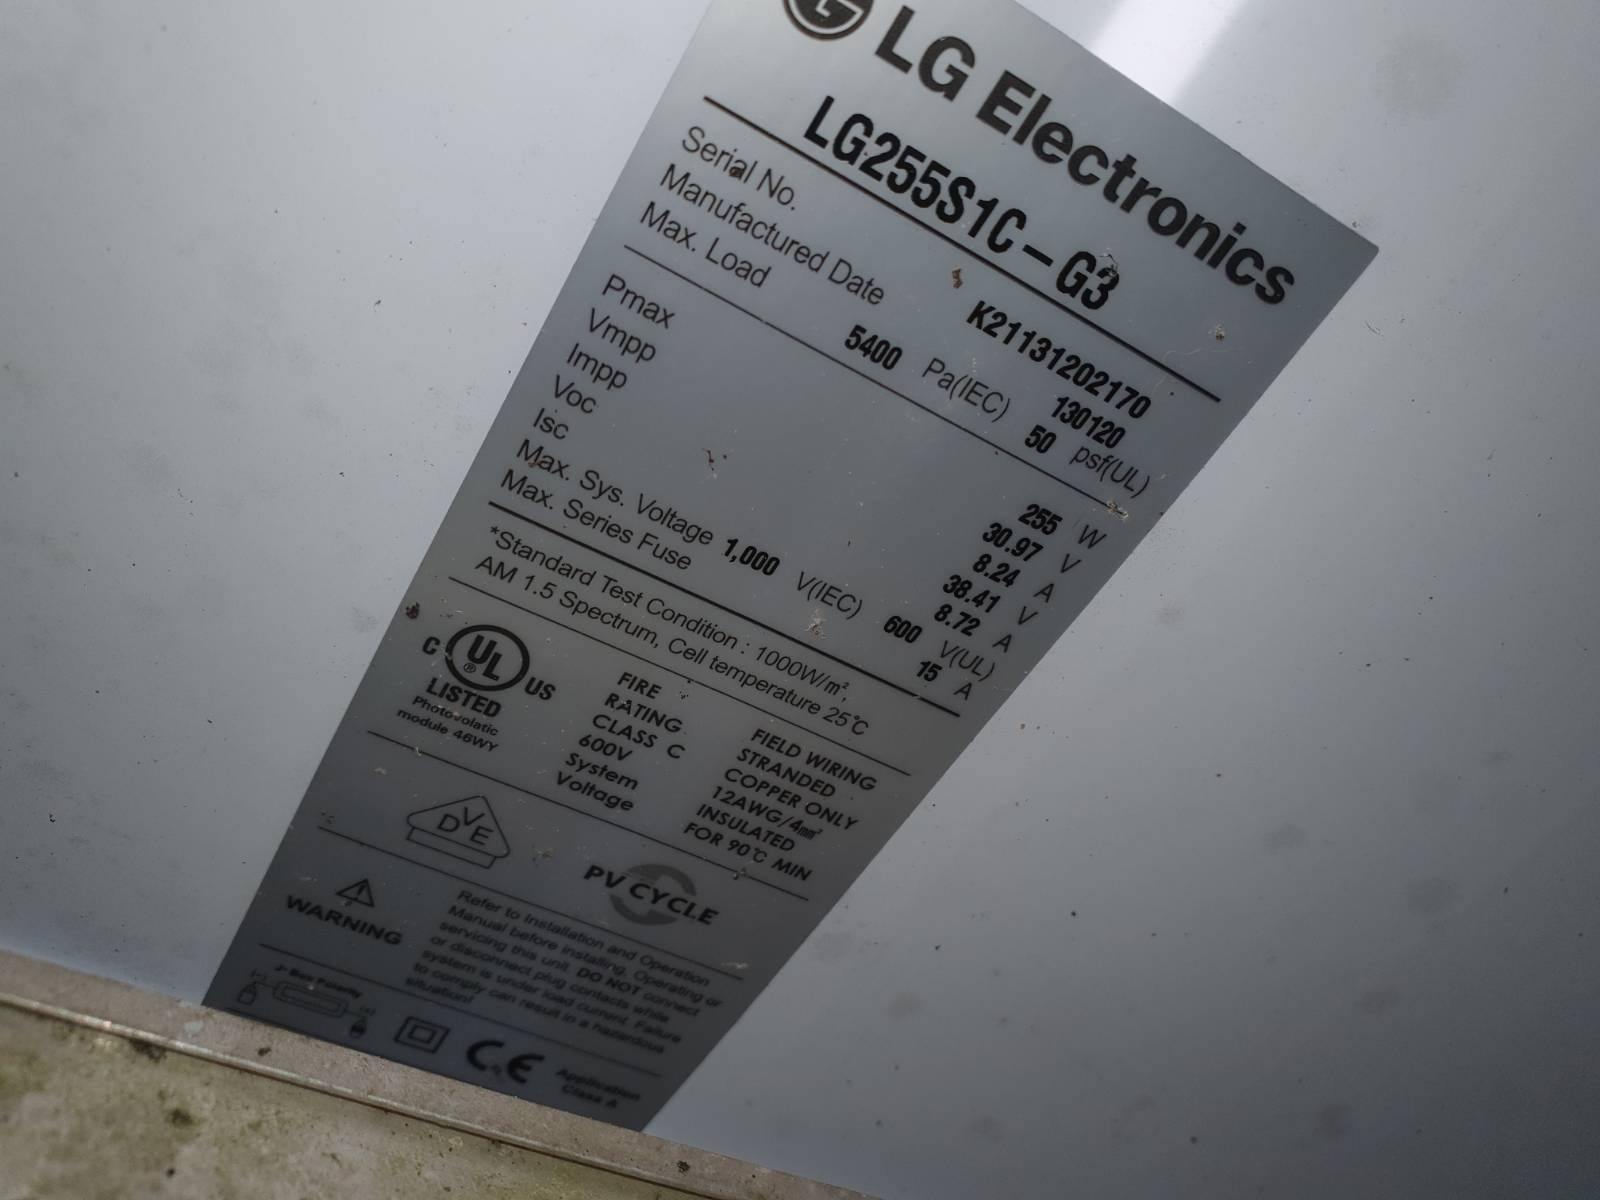 LG Electronics
LG255S1C-G3
Serial No. K21131202170
Manufactured Date 130120
Max. Load 5400 Pa(IEC) 50 psf(UL)
Pmax 255 W
Vmpp 30.97 V
Impp 8.24 A
Voc 38.41 V
Isc 8.72 A
Max. Sys. Voltage 1,000 V(IEC) 600 V(UL)
Max. Series Fuse 15 A
*Standard Test Condition : 1000W/㎡,
AM 1.5 Spectrum, Cell temperature 25℃
C UL ® US
LISTED
Photovolatic
module 46WY
FIRE
RATING
CLASS C
600V
System
Voltage
FIELD WIRING
STRANDED
COPPER ONLY
12AWG/4㎟
INSULATED
FOR 90℃ MIN
DVE
PV CYCLE
WARNING
Refer to Installation and Operation
Manual before installing, Operating or
servicing this unit. DO NOT connect
or disconnect plug contacts while
system is under load current. Failure
to comply can result in a hazardous
situation!
J-Box Polarity
(-)
(+)
CE
Application
Class A